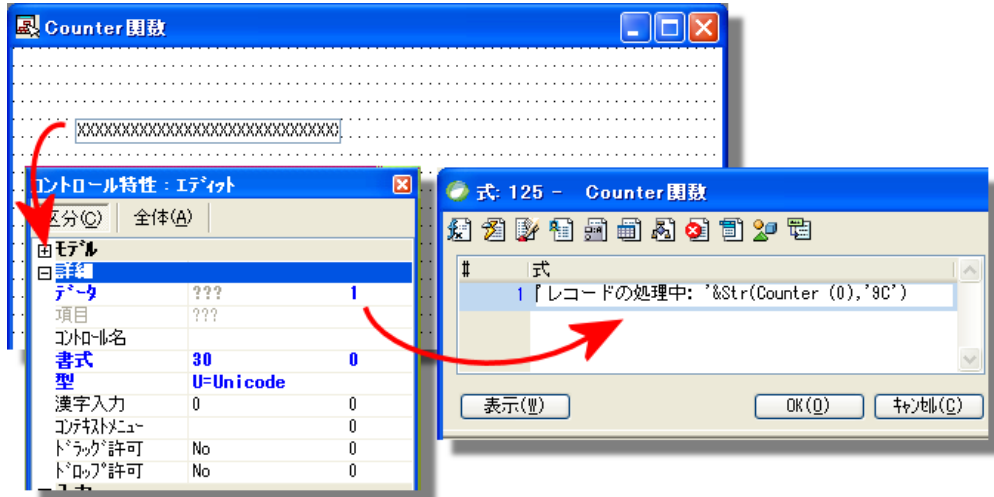 Counter関数
XXXXXXXXXXXXXXXXXXXXXXXXXXXXXX
コントロール特性:エディット
区分(C) 全体(A)
モデル
詳細
データ ??? 1
項目 ???
コントロール名
書式 30 0
型 U=Unicode
漢字入力 0 0
コンテキストメニュー 0
ドラッグ許可 No 0
ドロップ許可 No 0
式: 125 - Counter関数
# 式
1 『レコードの処理中: '&Str(Counter (0),'9C')
表示(W) OK(O) キャンセル(C)